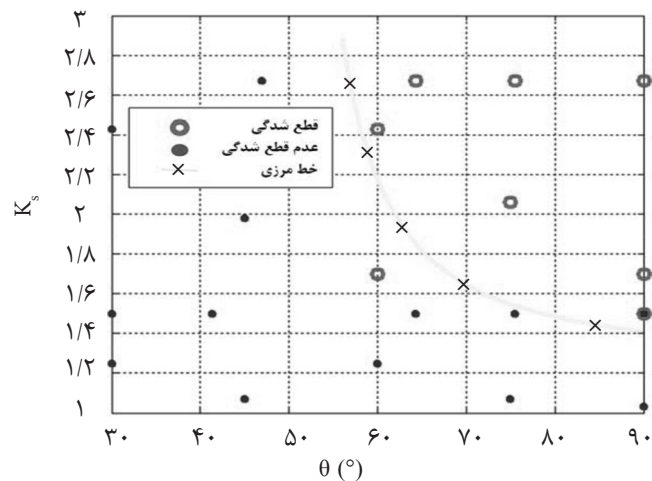 ۳
۲/۸
۲/۶
۲/۴
۲/۲
۲
۱/۸
۱/۶
۱/۴
۱/۲
۱
K_s
قطع شدگی
عدم قطع شدگی
خط مرزی
۳۰ ۴۰ ۵۰ ۶۰ ۷۰ ۸۰ ۹۰
θ (°)